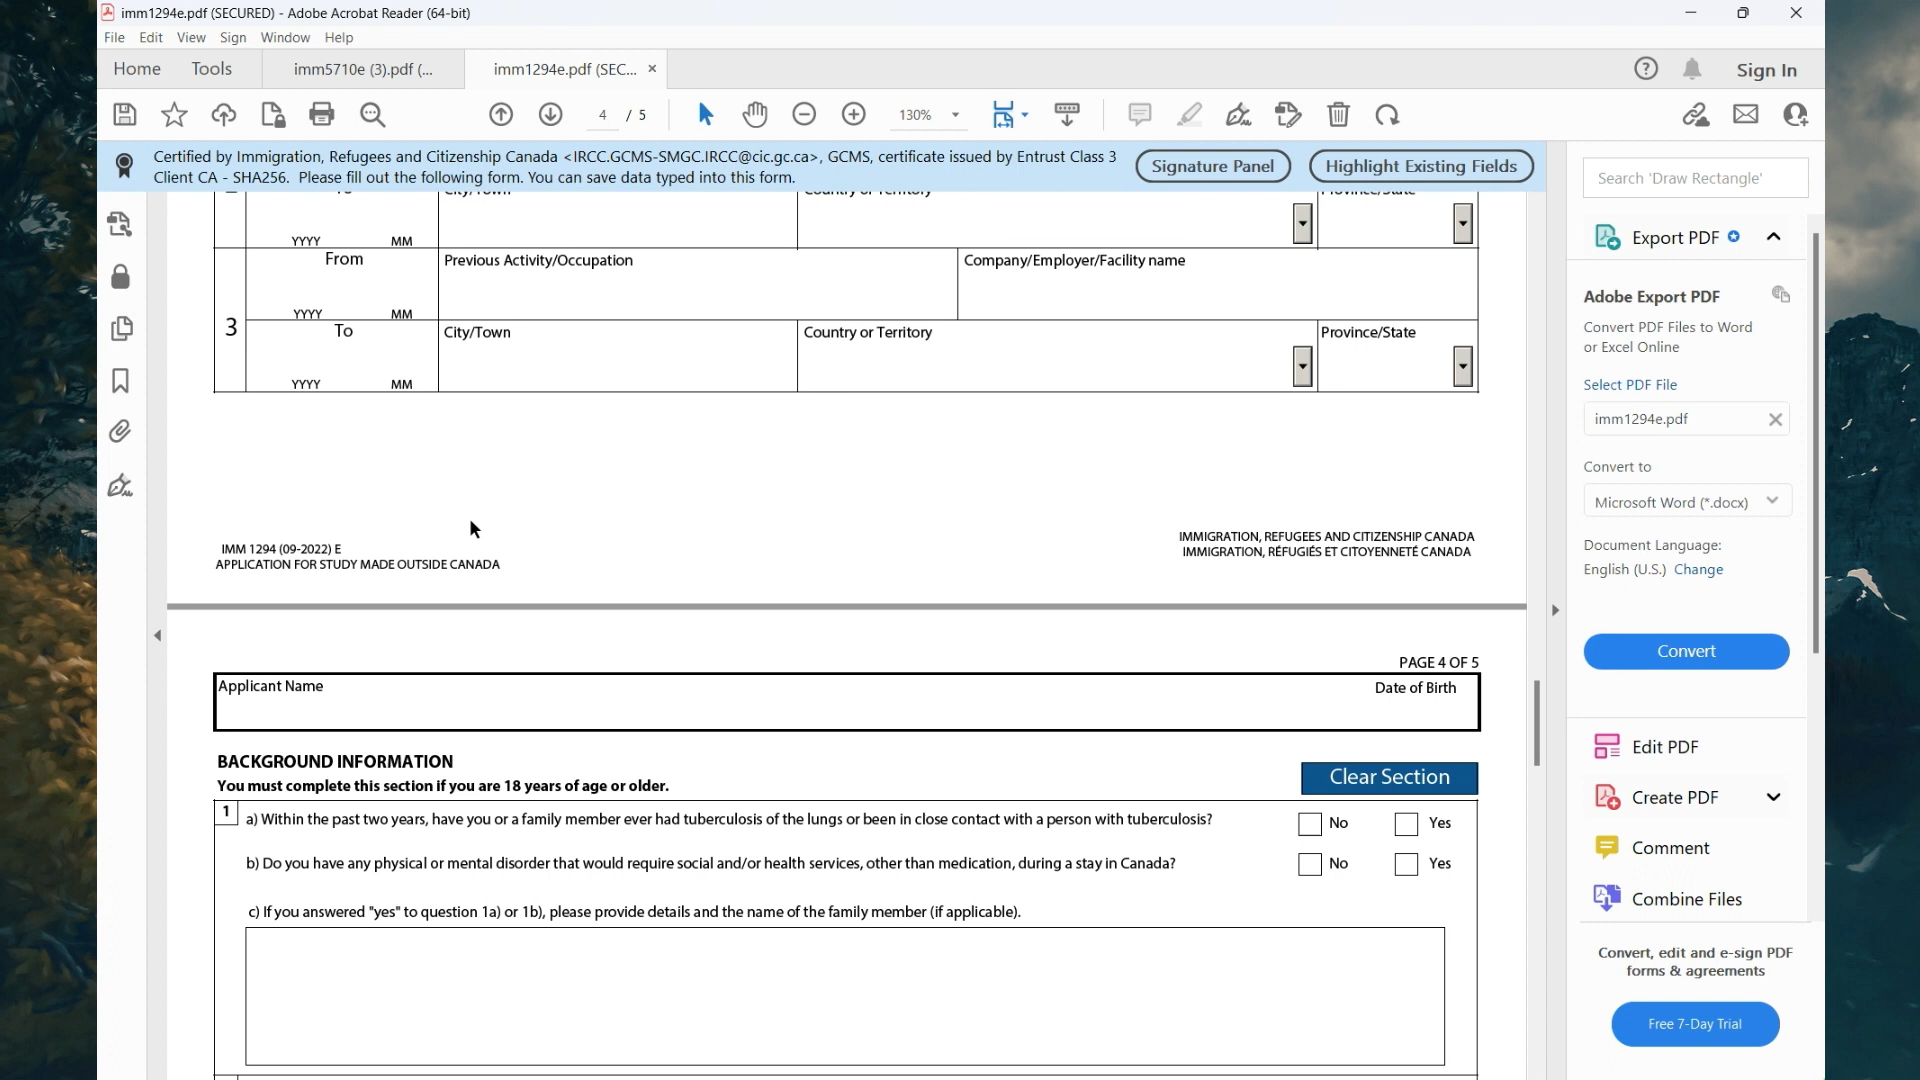 imm1294e.pdf (SECURED) - Adobe Acrobat Reader (64-bit)
File Edit View Sign Window Help
Home Tools imm5710e (3).pdf (... imm1294e.pdf (SEC... × Sign In
4 / 5 130%
Certified by Immigration, Refugees and Citizenship Canada <IRCC.GCMS-SMGC.IRCC@cic.gc.ca>, GCMS, certificate issued by Entrust Class 3
Client CA - SHA256. Please fill out the following form. You can save data typed into this form.
Signature Panel
Highlight Existing Fields
Search 'Draw Rectangle'
YYYY MM
3
From
Previous Activity/Occupation
Company/Employer/Facility name
YYYY MM
To
City/Town
Country or Territory
Province/State
YYYY MM
IMM 1294 (09-2022) E
APPLICATION FOR STUDY MADE OUTSIDE CANADA
IMMIGRATION, REFUGEES AND CITIZENSHIP CANADA
IMMIGRATION, RÉFUGIÉS ET CITOYENNETÉ CANADA
PAGE 4 OF 5
Applicant Name
Date of Birth
BACKGROUND INFORMATION
You must complete this section if you are 18 years of age or older.
Clear Section
1
a) Within the past two years, have you or a family member ever had tuberculosis of the lungs or been in close contact with a person with tuberculosis?
No Yes
b) Do you have any physical or mental disorder that would require social and/or health services, other than medication, during a stay in Canada?
No Yes
c) If you answered "yes" to question 1a) or 1b), please provide details and the name of the family member (if applicable).
Export PDF
Adobe Export PDF
Convert PDF Files to Word
or Excel Online
Select PDF File
imm1294e.pdf
Convert to
Microsoft Word (*.docx)
Document Language:
English (U.S.) Change
Convert
Edit PDF
Create PDF
Comment
Combine Files
Convert, edit and e-sign PDF
forms & agreements
Free 7-Day Trial